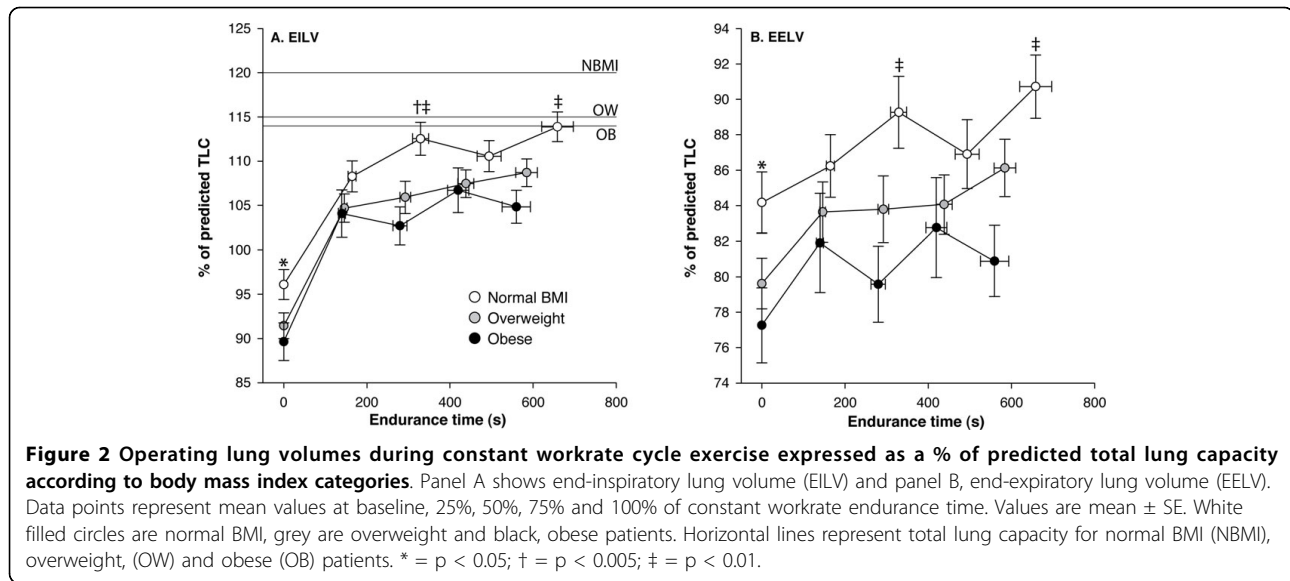 A. EILV
125
120
115
110
105
100
95
90
85
% of predicted TLC
NBMI
OW
OB
†‡
‡
*
Normal BMI
Overweight
Obese
0 200 400 600 800
Endurance time (s)
B. EELV
94
92
90
88
86
84
82
80
78
76
74
% of predicted TLC
‡
‡
*
0 200 400 600 800
Endurance time (s)
Figure 2 Operating lung volumes during constant workrate cycle exercise expressed as a % of predicted total lung capacity
according to body mass index categories. Panel A shows end-inspiratory lung volume (EILV) and panel B, end-expiratory lung volume (EELV).
Data points represent mean values at baseline, 25%, 50%, 75% and 100% of constant workrate endurance time. Values are mean ± SE. White
filled circles are normal BMI, grey are overweight and black, obese patients. Horizontal lines represent total lung capacity for normal BMI (NBMI),
overweight, (OW) and obese (OB) patients. * = p < 0.05; † = p < 0.005; ‡ = p < 0.01.